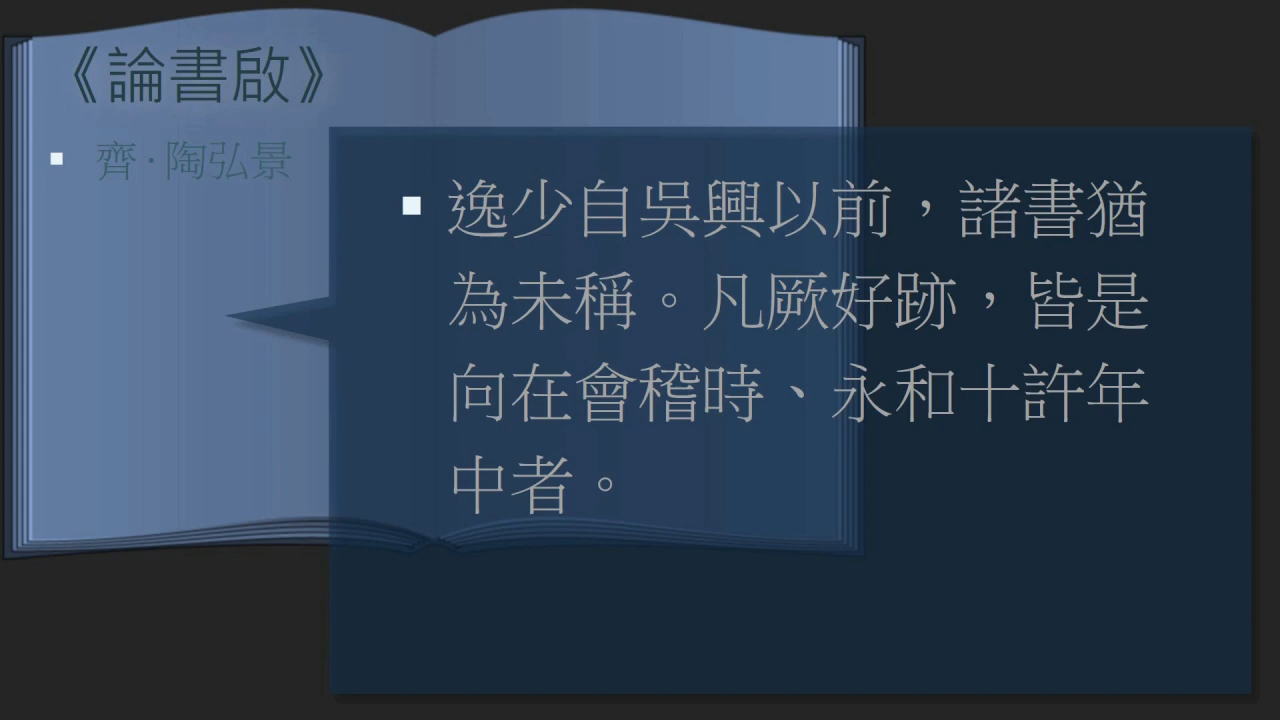 《論書啟》
齊·陶弘景
逸少自吳興以前，諸書猶
為未稱。凡厥好跡，皆是
向在會稽時、永和十許年
中者。